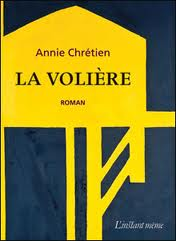 Annie Chrétien
LA VOLIÈRE
ROMAN
L'instant même